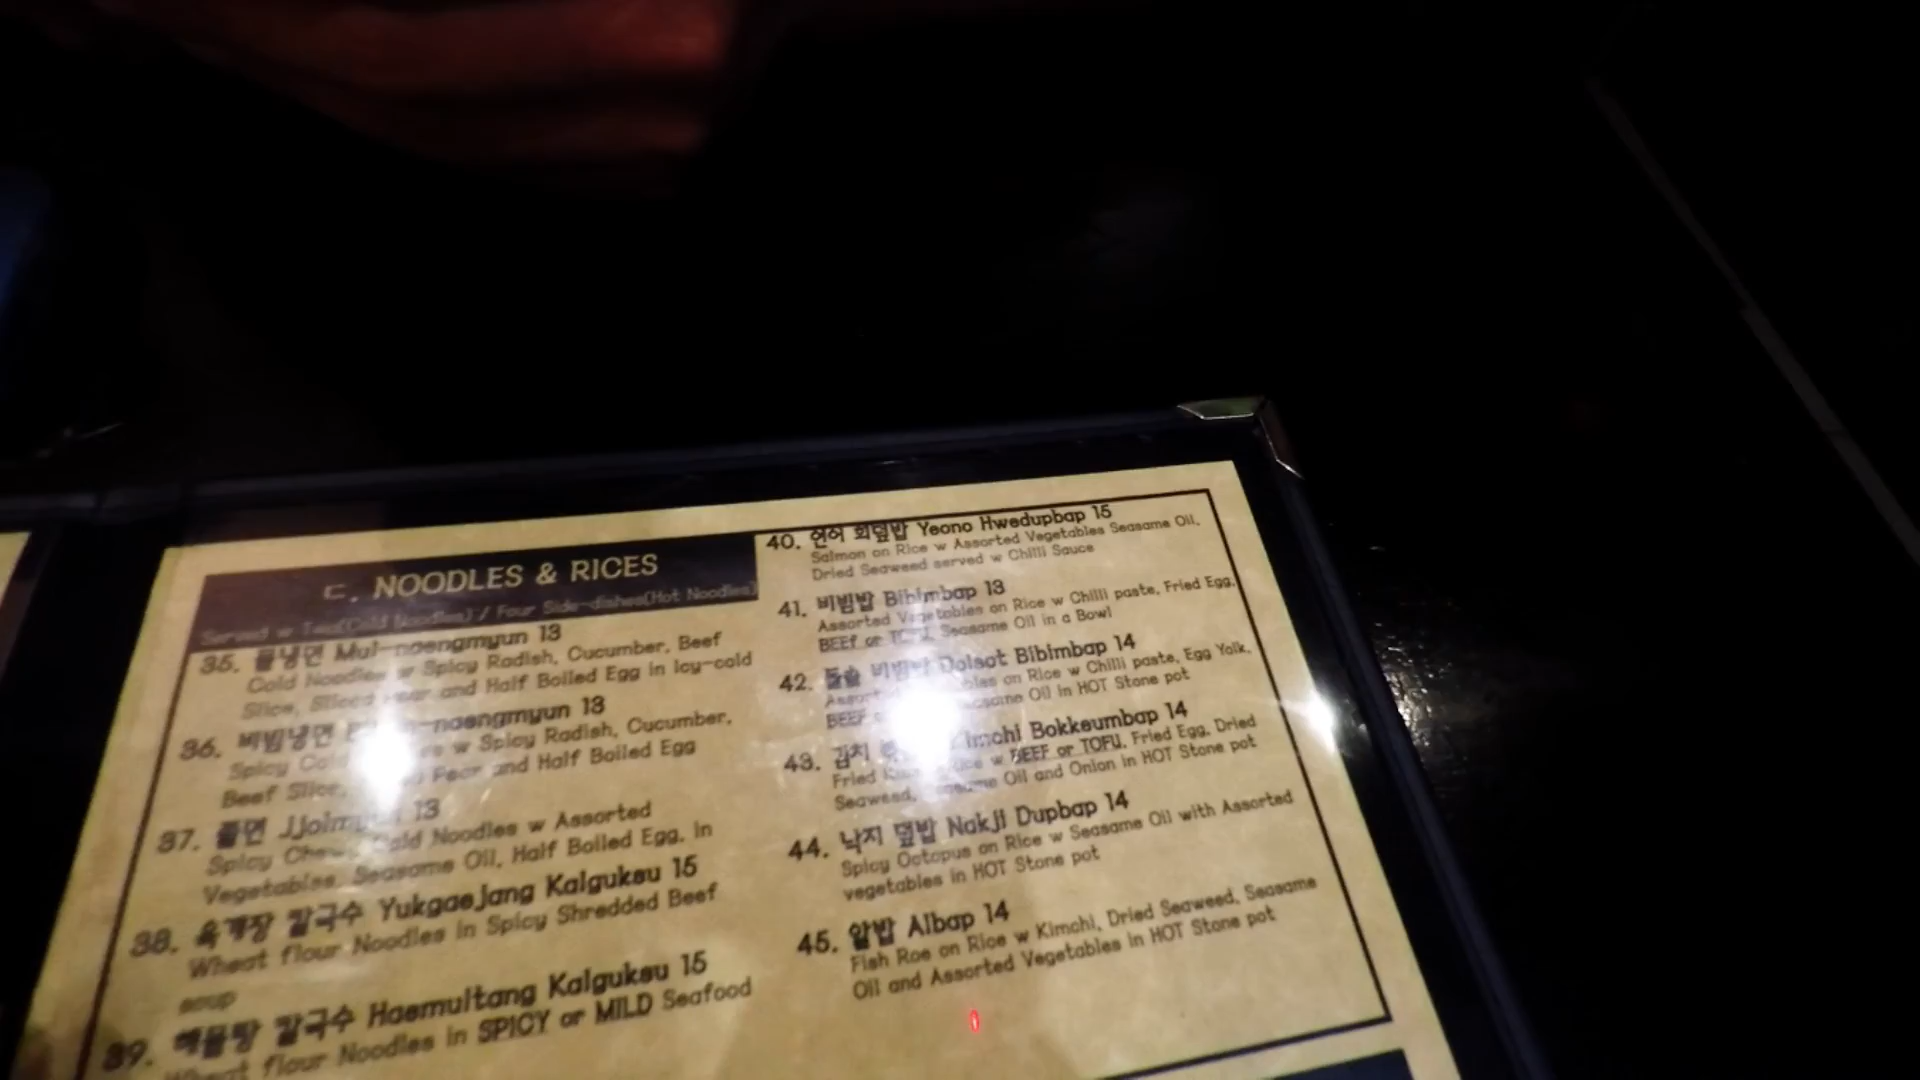 ㄷ. NOODLES & RICES
Served w Tea(Cold Noodles) / Four Side-dishes(Hot Noodles)
35. 물냉면 Mul-naengmyun 13
Cold Noodles w Spicy Radish, Cucumber, Beef
Slice, Sliced Pear and Half Boiled Egg in Icy-cold
36. 비빔냉면 -naengmyun 13
Spicy Cold w Spicy Radish, Cucumber,
Beef Slice, Pear and Half Boiled Egg
37. 쫄면 13
Spicy Cold Noodles w Assorted
Vegetables, Seasame Oil, Half Boiled Egg, in
38. 육개장 칼국수 Yukgaejang Kalguksu 15
Wheat flour Noodles in Spicy Shredded Beef
soup
39. 해물탕 칼국수 Haemultang Kalguksu 15
Wheat flour Noodles in SPICY or MILD Seafood
40. 연어 회덮밥 Yeono Hwedupbap 15
Salmon on Rice w Assorted Vegetables Seasame Oil,
Dried Seaweed served w Chilli Sauce
41. 비빔밥 Bibimbap 13
Assorted Vegetables on Rice w Chilli paste, Fried Egg,
BEEF or TOFU, Seasame Oil in a Bowl
42. 돌솥 비빔밥 Dolsot Bibimbap 14
on Rice w Chilli paste, Egg Yolk,
BEEF Oil in HOT Stone pot
43. Kimchi Bokkeumbap 14
Fried w BEEF or TOFU, Fried Egg, Dried
Seaweed, Oil and Onion in HOT Stone pot
44. 낙지 덮밥 Nakji Dupbap 14
Spicy Octopus on Rice w Seasame Oil with Assorted
vegetables in HOT Stone pot
45. 알밥 Albap 14
Fish Roe on Rice w Kimchi, Dried Seaweed, Seasame
Oil and Assorted Vegetables in HOT Stone pot